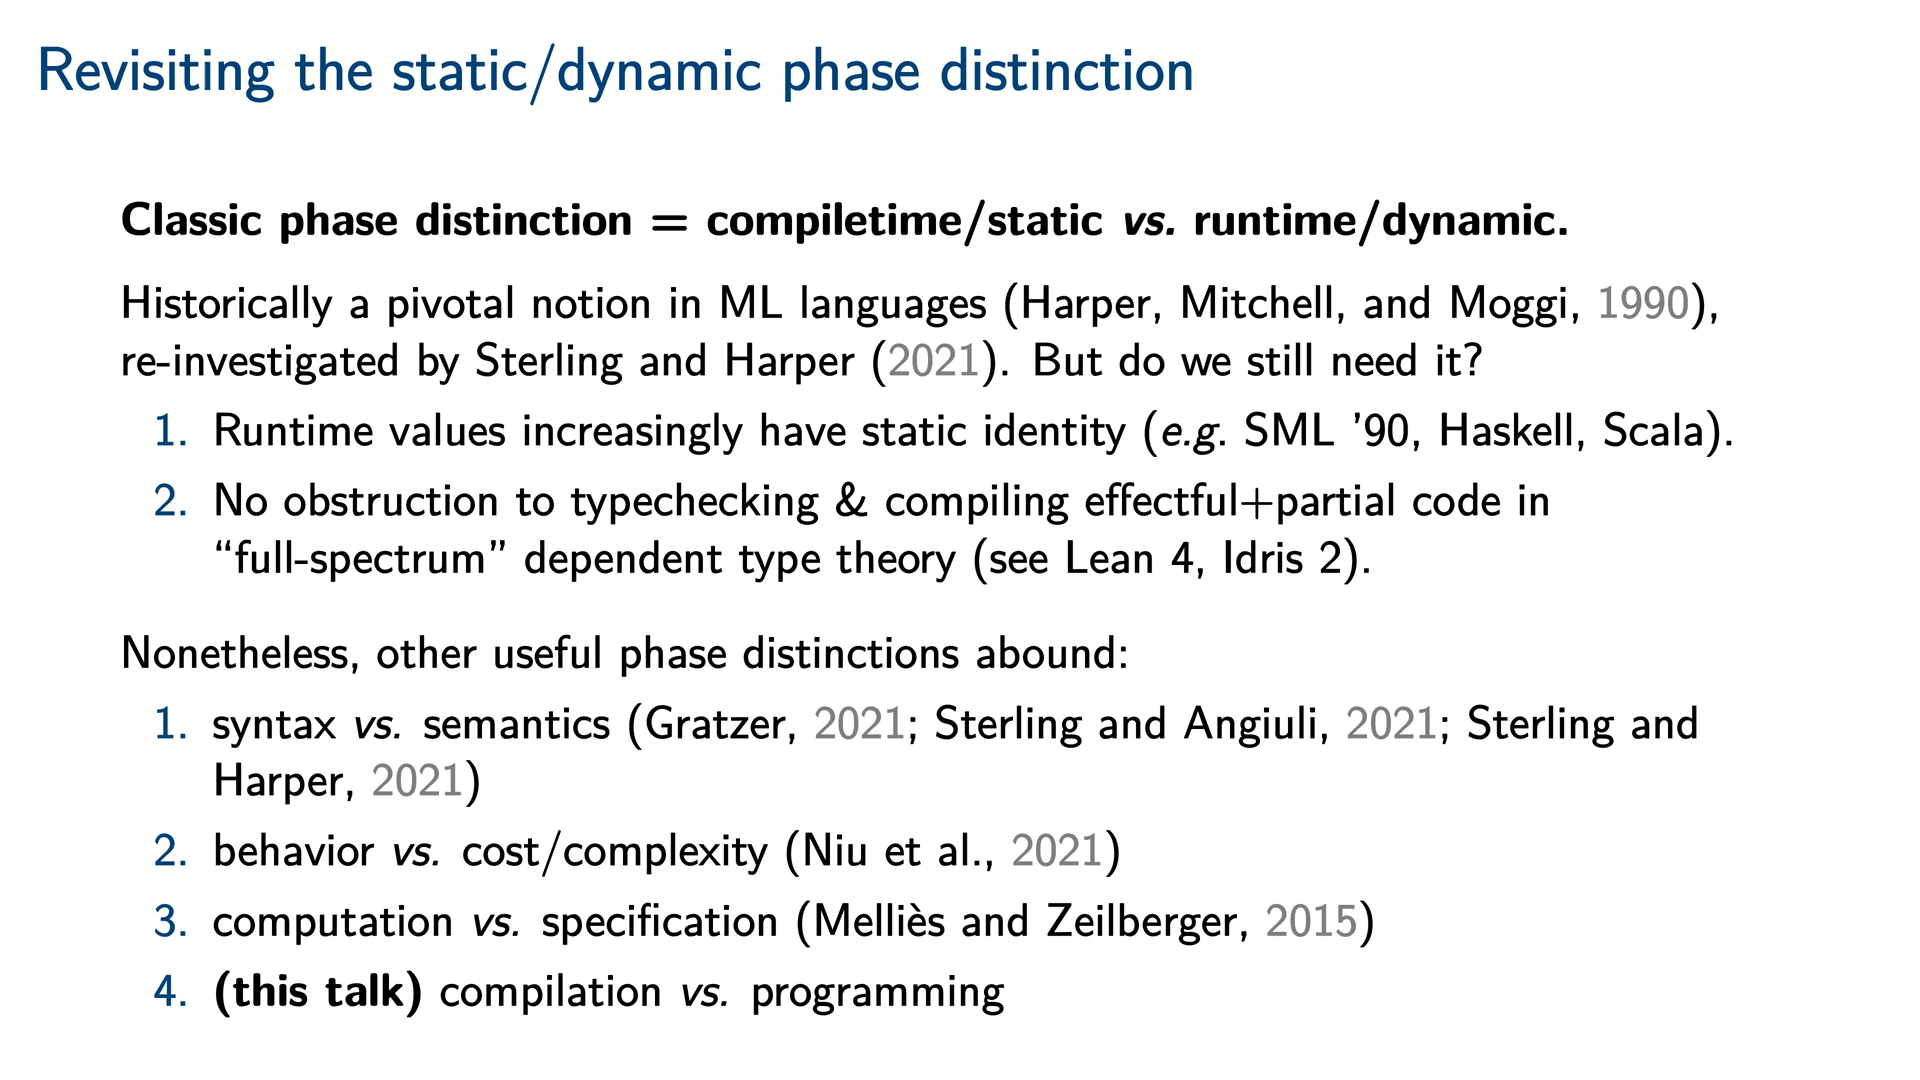 Revisiting the static/dynamic phase distinction
Classic phase distinction = compiletime/static vs. runtime/dynamic.
Historically a pivotal notion in ML languages (Harper, Mitchell, and Moggi, 1990),
re-investigated by Sterling and Harper (2021). But do we still need it?
1. Runtime values increasingly have static identity (e.g. SML ’90, Haskell, Scala).
2. No obstruction to typechecking & compiling effectful+partial code in
“full-spectrum” dependent type theory (see Lean 4, Idris 2).
Nonetheless, other useful phase distinctions abound:
1. syntax vs. semantics (Gratzer, 2021; Sterling and Angiuli, 2021; Sterling and
Harper, 2021)
2. behavior vs. cost/complexity (Niu et al., 2021)
3. computation vs. specification (Melliès and Zeilberger, 2015)
4. (this talk) compilation vs. programming